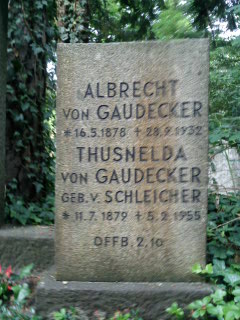 ALBRECHT
VON GAUDECKER
* 16.5.1878 + 28.9.1932
THUSNELDA
VON GAUDECKER
GEB. V. SCHLEICHER
* 11.7.1879 + 5.2.1955
OFFB. 2,10